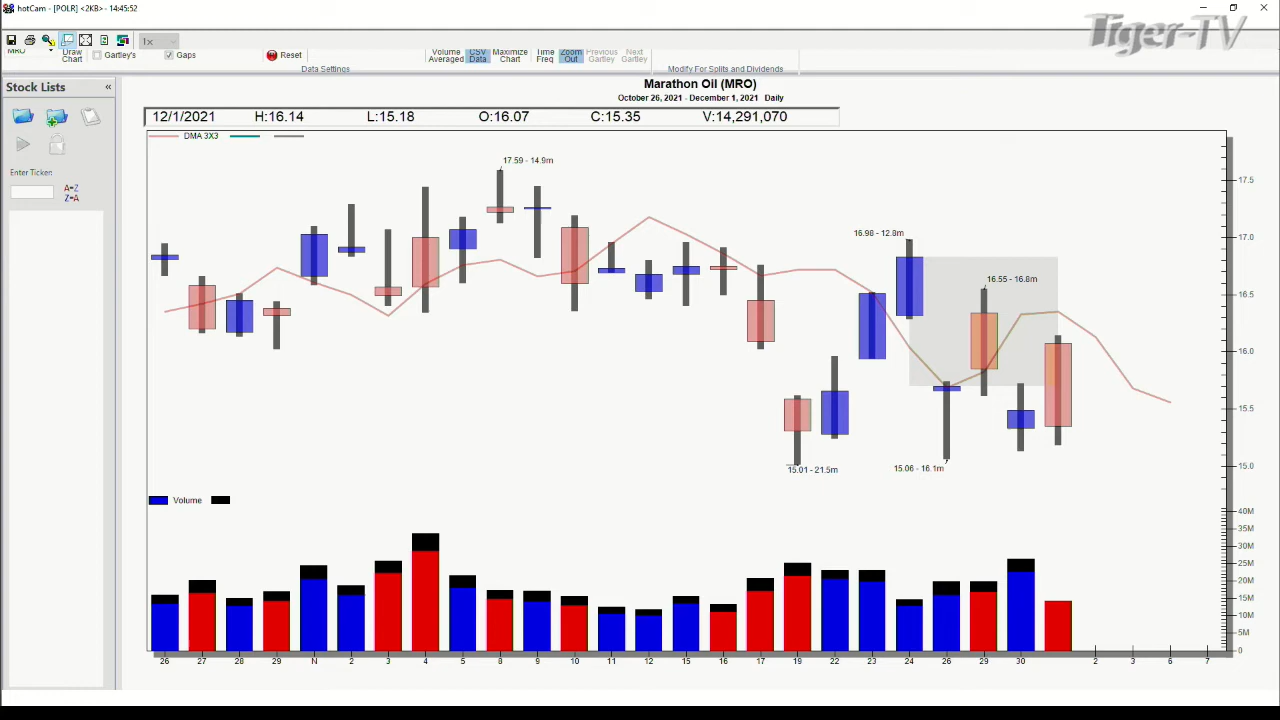 hotCam - [POLR] <2KB> - 14:45:52
Tiger-TV
1x
MRO
Draw Chart
Gartley's
Gaps
Reset
Volume Averaged
CSV Data
Maximize Chart
Time Freq
Zoom Out
Previous Gartley
Next Gartley
Data Settings
Modify For Splits and Dividends
Stock Lists
«
Enter Ticker:
A=Z
Z=A
Marathon Oil (MRO)
October 26, 2021 - December 1, 2021 Daily
12/1/2021 H:16.14 L:15.18 O:16.07 C:15.35 V:14,291,070
DMA 3X3
17.59 - 14.9m
16.98 - 12.8m
16.55 - 16.8m
15.01 - 21.5m
15.06 - 16.1m
17.5
17.0
16.5
16.0
15.5
15.0
Volume
40M
35M
30M
25M
20M
15M
10M
5M
0
26 27 28 29 N 2 3 4 5 8 9 10 11 12 15 16 17 19 22 23 24 26 29 30 2 3 6 7